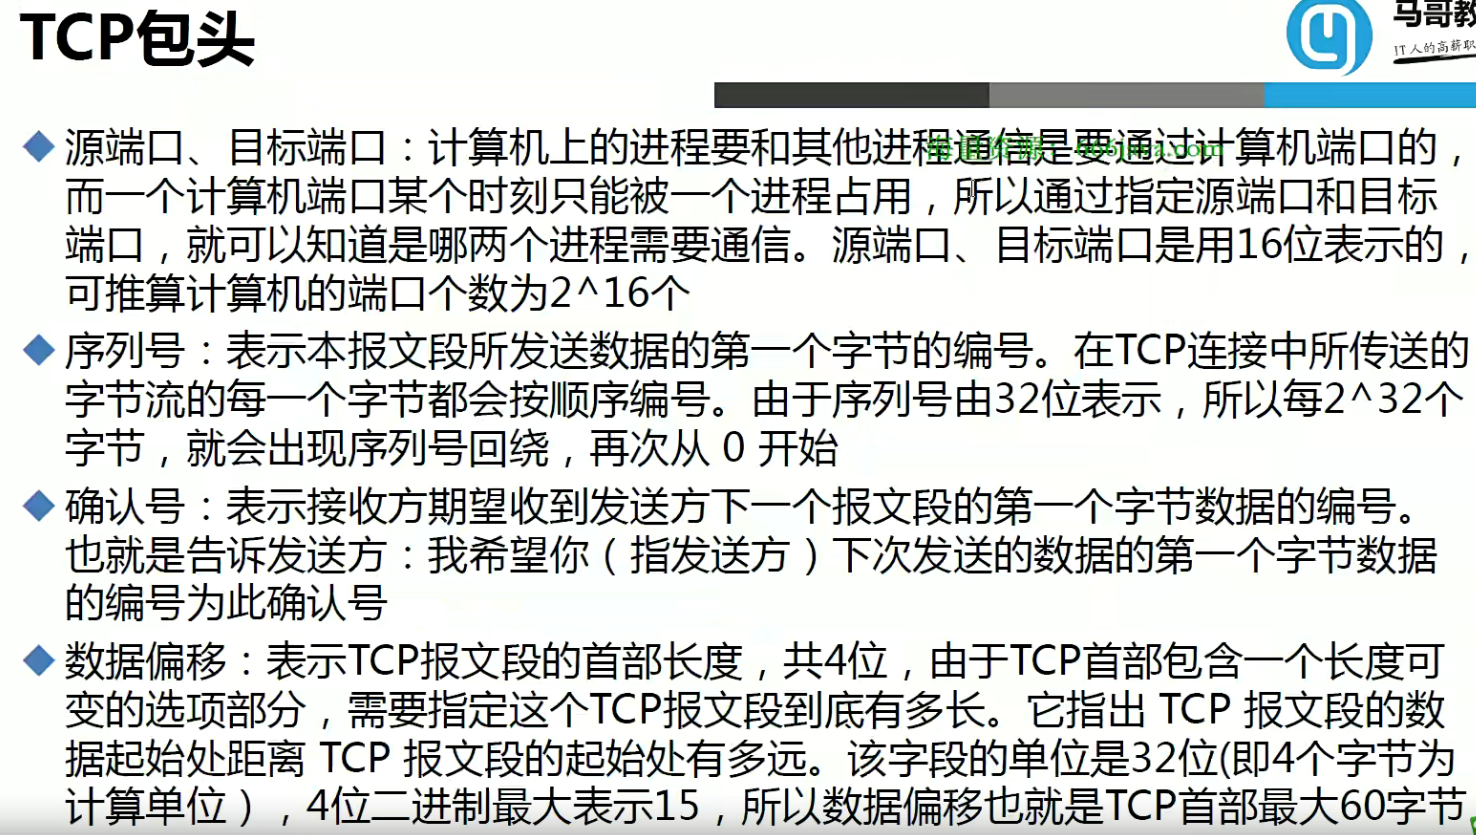 TCP包头
马哥教
IT人的高薪职
海量资源：666java.com
源端口、目标端口：计算机上的进程要和其他进程通信是要通过计算机端口的，
而一个计算机端口某个时刻只能被一个进程占用，所以通过指定源端口和目标
端口，就可以知道是哪两个进程需要通信。源端口、目标端口是用16位表示的，
可推算计算机的端口个数为2^16个
序列号：表示本报文段所发送数据的第一个字节的编号。在TCP连接中所传送的
字节流的每一个字节都会按顺序编号。由于序列号由32位表示，所以每2^32个
字节，就会出现序列号回绕，再次从 0 开始
确认号：表示接收方期望收到发送方下一个报文段的第一个字节数据的编号。
也就是告诉发送方：我希望你（指发送方）下次发送的数据的第一个字节数据
的编号为此确认号
数据偏移：表示TCP报文段的首部长度，共4位，由于TCP首部包含一个长度可
变的选项部分，需要指定这个TCP报文段到底有多长。它指出 TCP 报文段的数
据起始处距离 TCP 报文段的起始处有多远。该字段的单位是32位(即4个字节为
计算单位），4位二进制最大表示15，所以数据偏移也就是TCP首部最大60字节